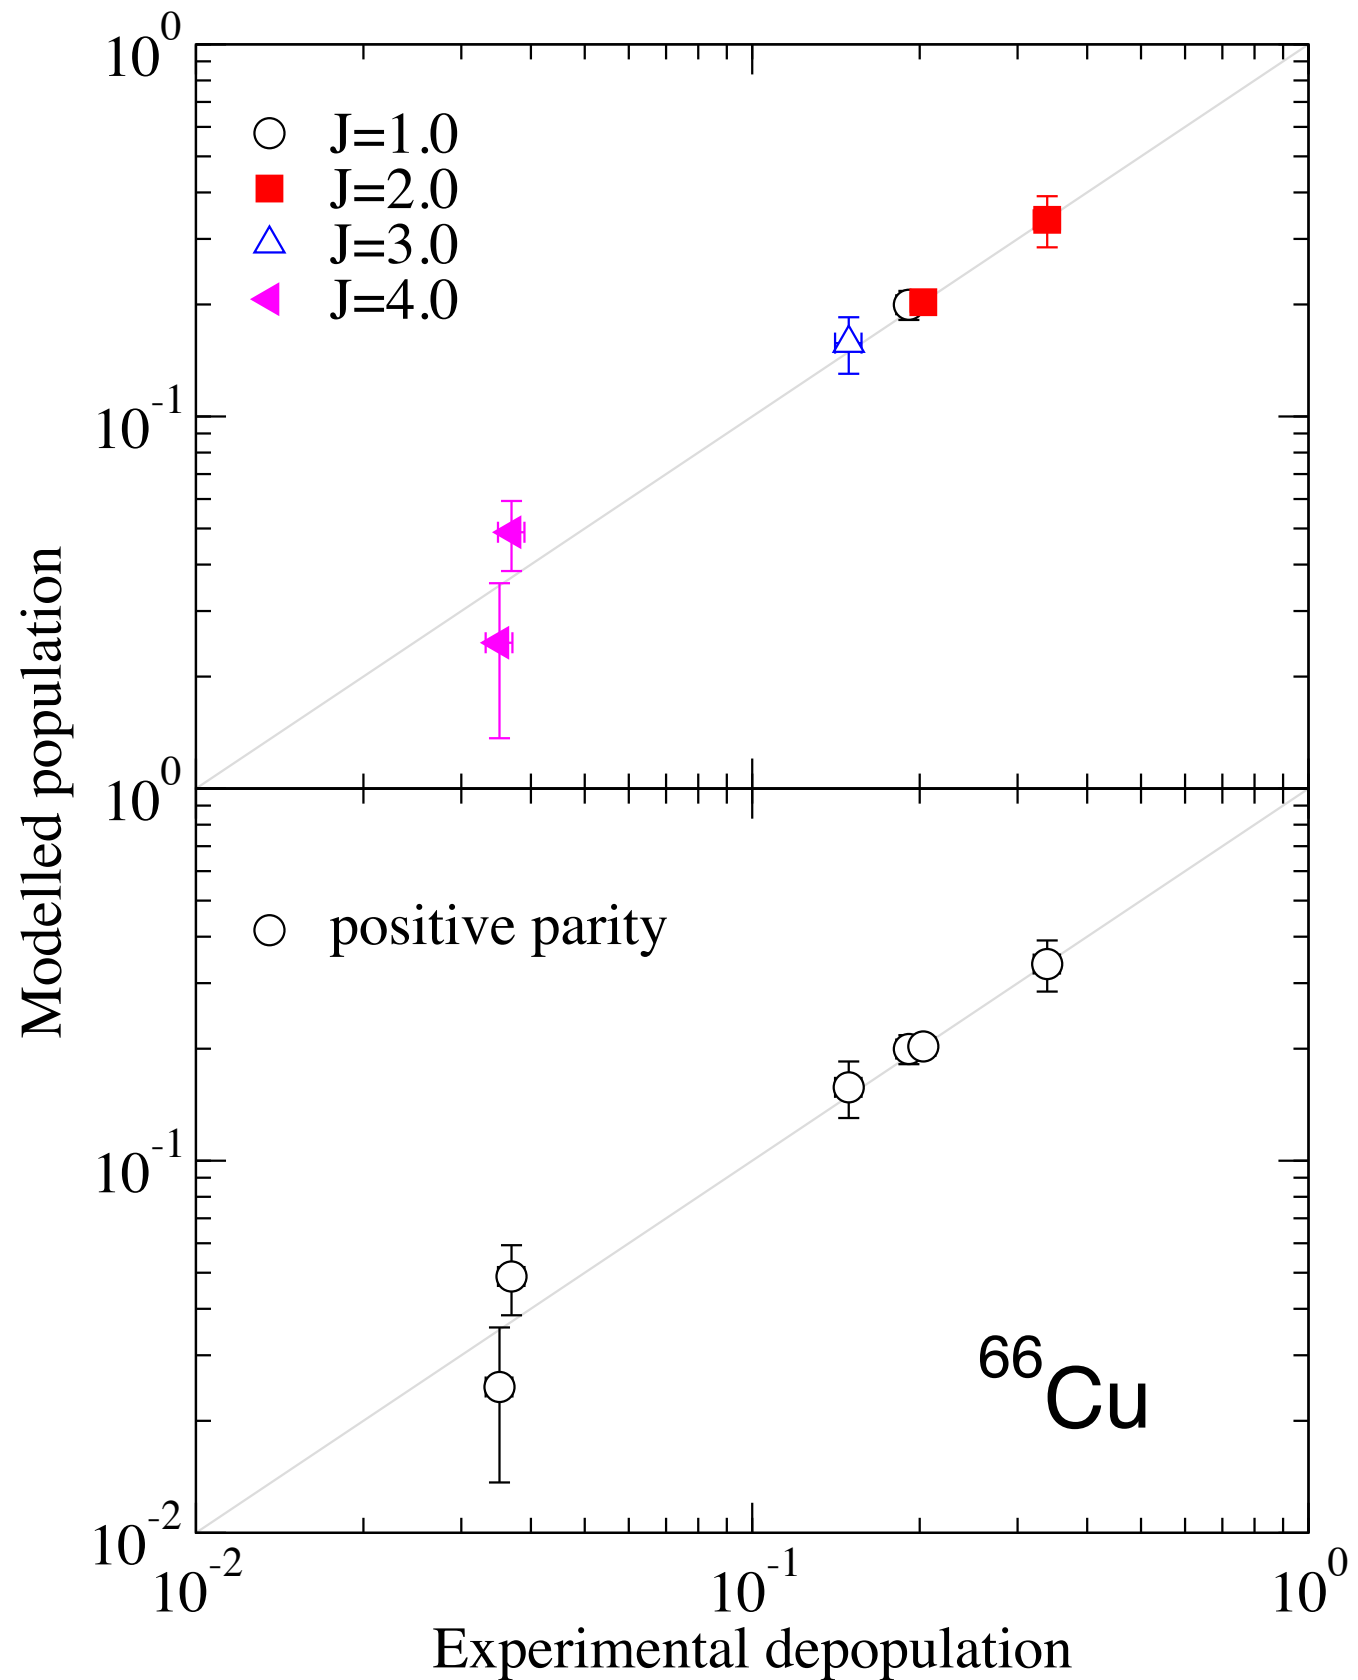 10^0
J=1.0
J=2.0
J=3.0
J=4.0
10^-1
Modelled population
10^0
positive parity
10^-1
^66Cu
10^-2
10^-2 10^-1 10^0
Experimental depopulation